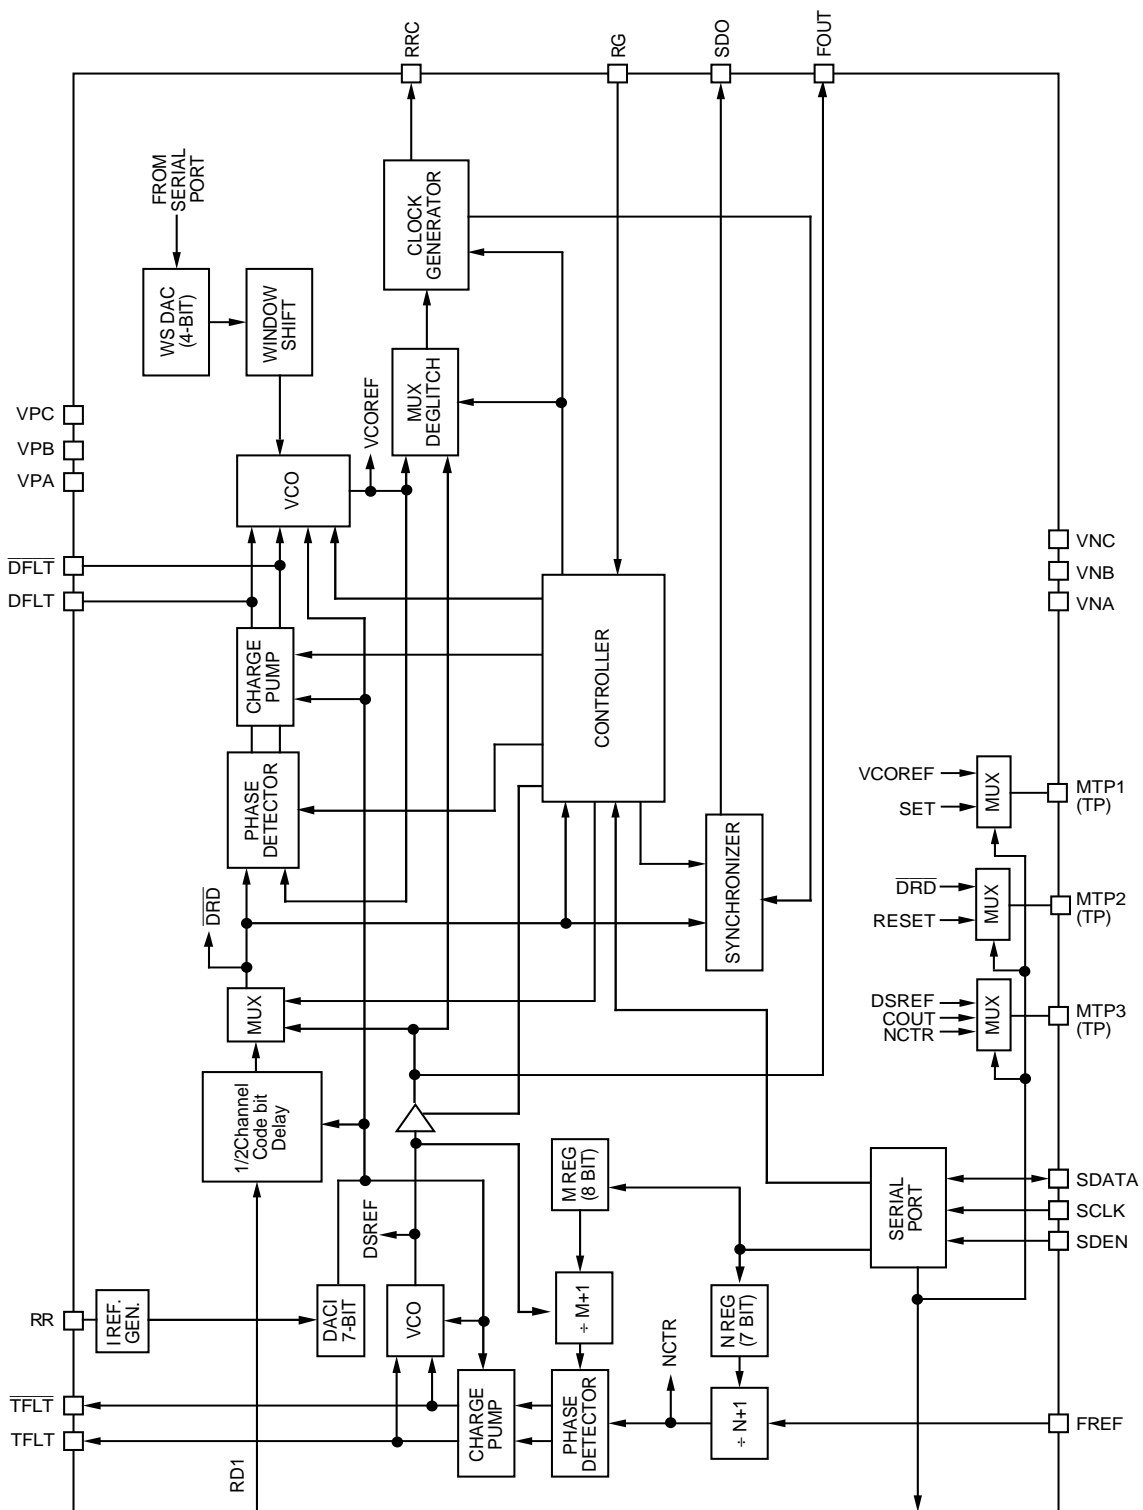 RRC
RG
SDO
FOUT
FROM
SERIAL
PORT
CLOCK
GENERATOR
WS DAC
(4-BIT)
WINDOW
SHIFT
MUX
DEGLITCH
VCOREF
VPC
VPB
VPA
VCO
DFLT
DFLT
VNC
VNB
VNA
CHARGE
PUMP
CONTROLLER
PHASE
DETECTOR
VCOREF
SET
MUX
MTP1
(TP)
DRD
SYNCHRONIZER
DRD
RESET
MUX
MTP2
(TP)
MUX
DSREF
COUT
NCTR
MUX
MTP3
(TP)
1/2Channel
Code bit
Delay
M REG
(8 BIT)
SERIAL
PORT
SDATA
SCLK
SDEN
DSREF
RR
I REF.
GEN.
DACI
7-BIT
VCO
÷ M+1
N REG
(7 BIT)
NCTR
TFLT
TFLT
CHARGE
PUMP
PHASE
DETECTOR
÷ N+1
FREF
RD1